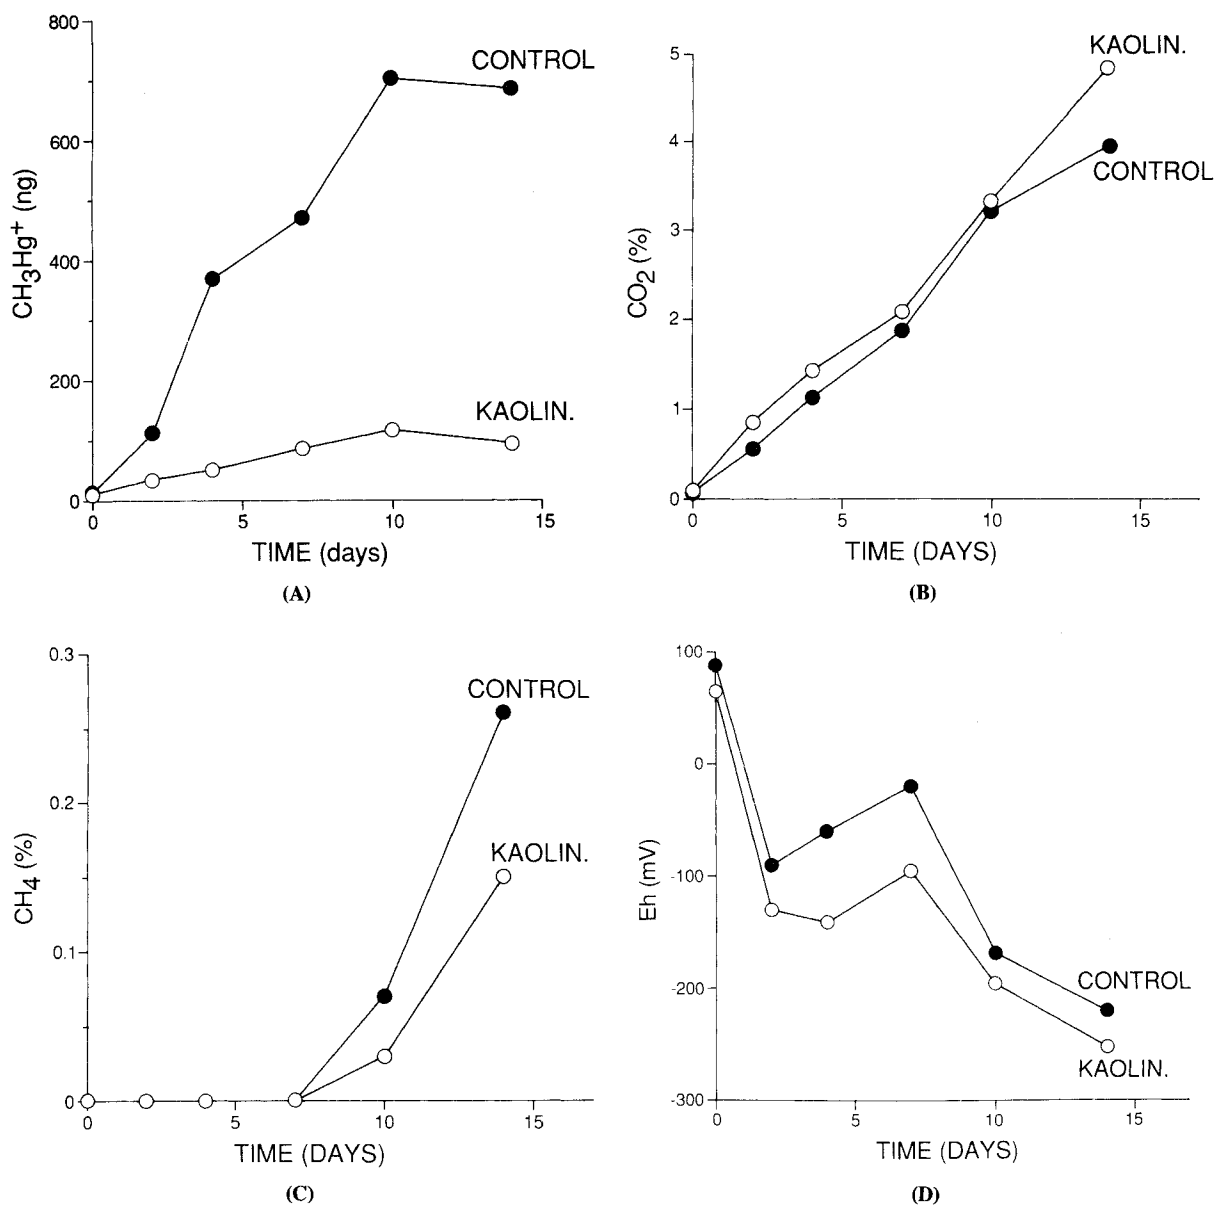 800
600
400
200
0
CH3Hg+ (ng)
CONTROL
KAOLIN.
0
5
10
15
TIME (days)
(A)
5
4
3
2
1
0
CO2 (%)
KAOLIN.
CONTROL
0
5
10
15
TIME (DAYS)
(B)
0.3
0.2
0.1
0
CH4 (%)
CONTROL
KAOLIN.
0
5
10
15
TIME (DAYS)
(C)
100
0
-100
-200
-300
Eh (mV)
CONTROL
KAOLIN.
0
5
10
15
TIME (DAYS)
(D)